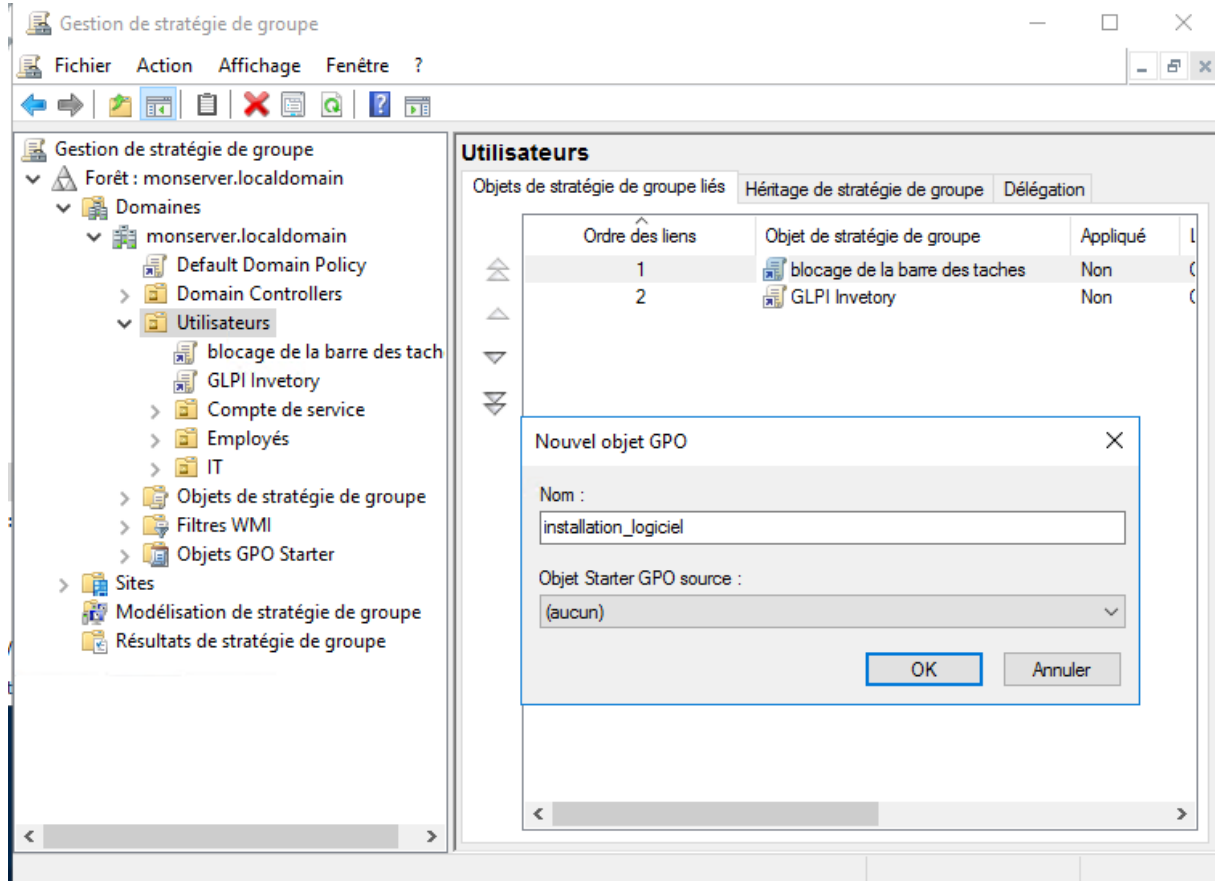 Gestion de stratégie de groupe
Fichier Action Affichage Fenêtre ?
Gestion de stratégie de groupe
Forêt : monserver.localdomain
Domaines
monserver.localdomain
Default Domain Policy
Domain Controllers
Utilisateurs
blocage de la barre des tach
GLPI Invetory
Compte de service
Employés
IT
Objets de stratégie de groupe
Filtres WMI
Objets GPO Starter
Sites
Modélisation de stratégie de groupe
Résultats de stratégie de groupe
Utilisateurs
Objets de stratégie de groupe liés Héritage de stratégie de groupe Délégation
Ordre des liens Objet de stratégie de groupe Appliqué L
1 blocage de la barre des taches Non
2 GLPI Invetory Non
Nouvel objet GPO
Nom :
installation_logiciel
Objet Starter GPO source :
(aucun)
OK Annuler